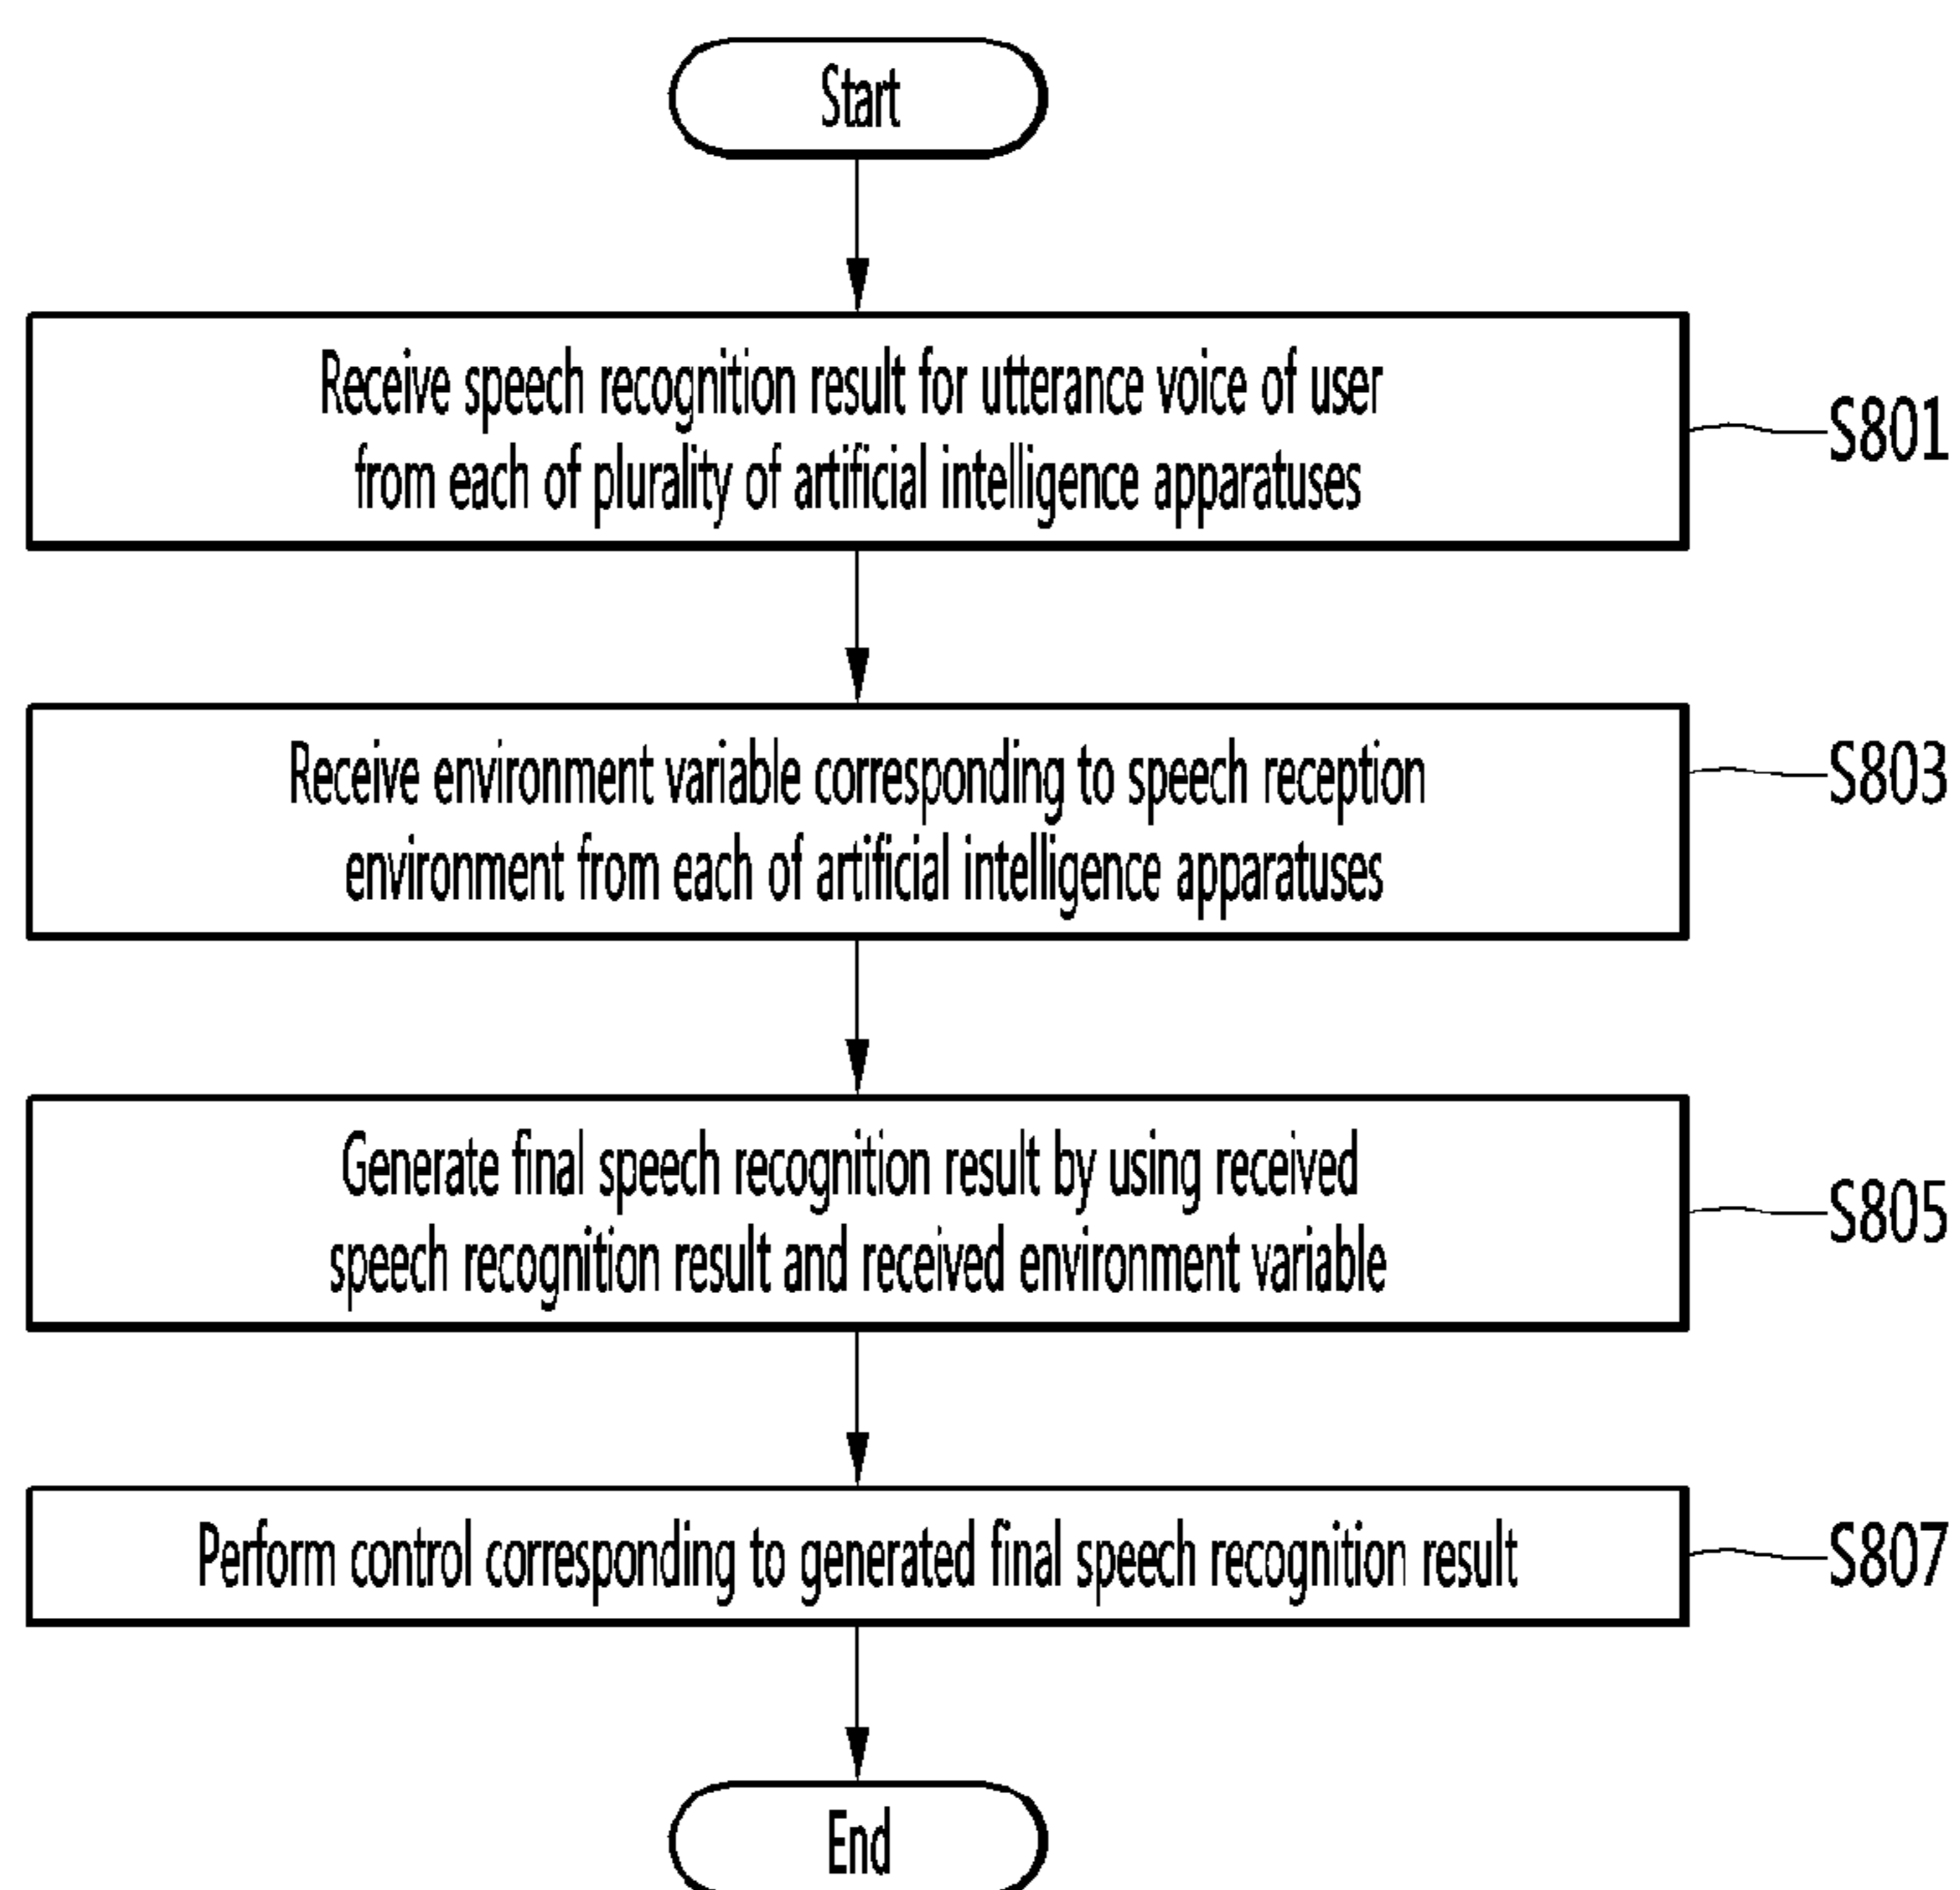 Start
Receive speech recognition result for utterance voice of user
from each of plurality of artificial intelligence apparatuses
S801
Receive environment variable corresponding to speech reception
environment from each of artificial intelligence apparatuses
S803
Generate final speech recognition result by using received
speech recognition result and received environment variable
S805
Perform control corresponding to generated final speech recognition result
S807
End